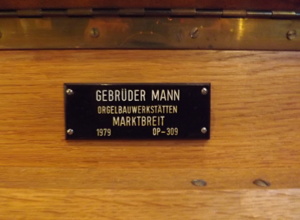 GEBRÜDER MANN
ORGELBAUWERKSTÄTTEN
MARKTBREIT
1979 OP-309